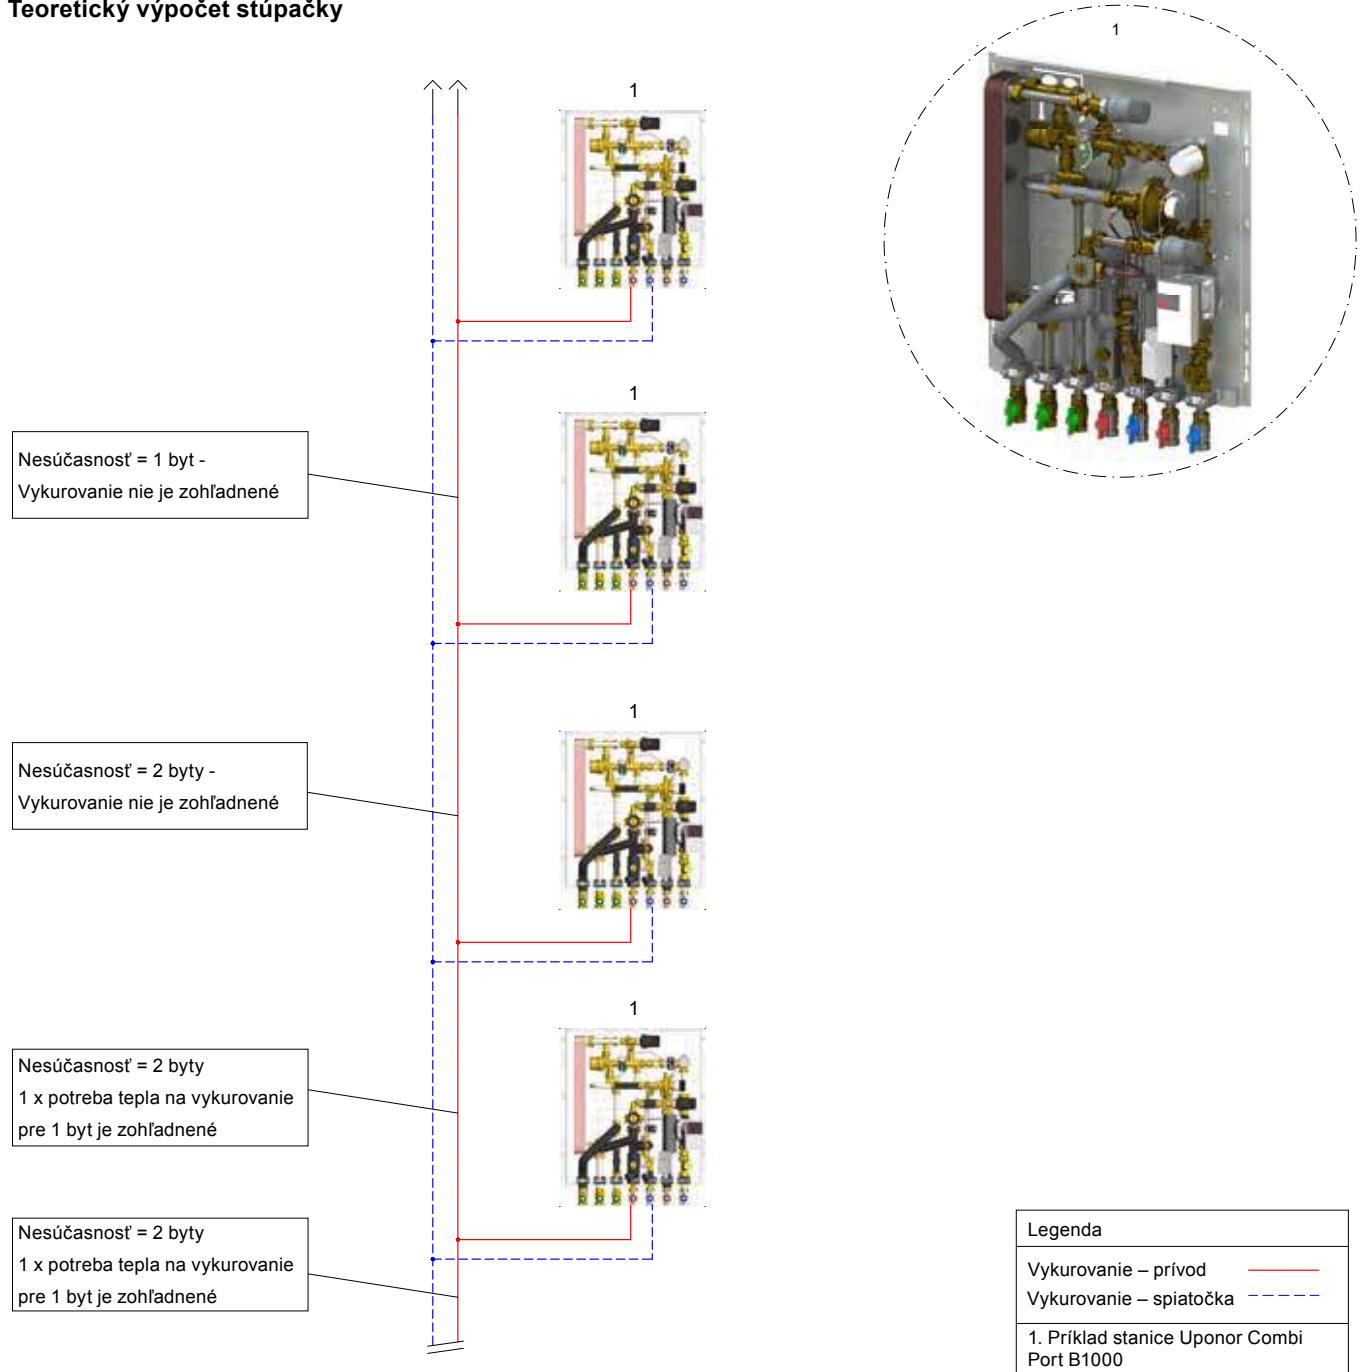 Teoretický výpočet stúpačky
1
1
1
Nesúčasnosť = 1 byt -
Vykurovanie nie je zohľadnené
1
Nesúčasnosť = 2 byty -
Vykurovanie nie je zohľadnené
1
Nesúčasnosť = 2 byty
1 x potreba tepla na vykurovanie
pre 1 byt je zohľadnené
Nesúčasnosť = 2 byty
1 x potreba tepla na vykurovanie
pre 1 byt je zohľadnené
Legenda
Vykurovanie – prívod
Vykurovanie – spiatočka
1. Príklad stanice Uponor Combi
Port B1000